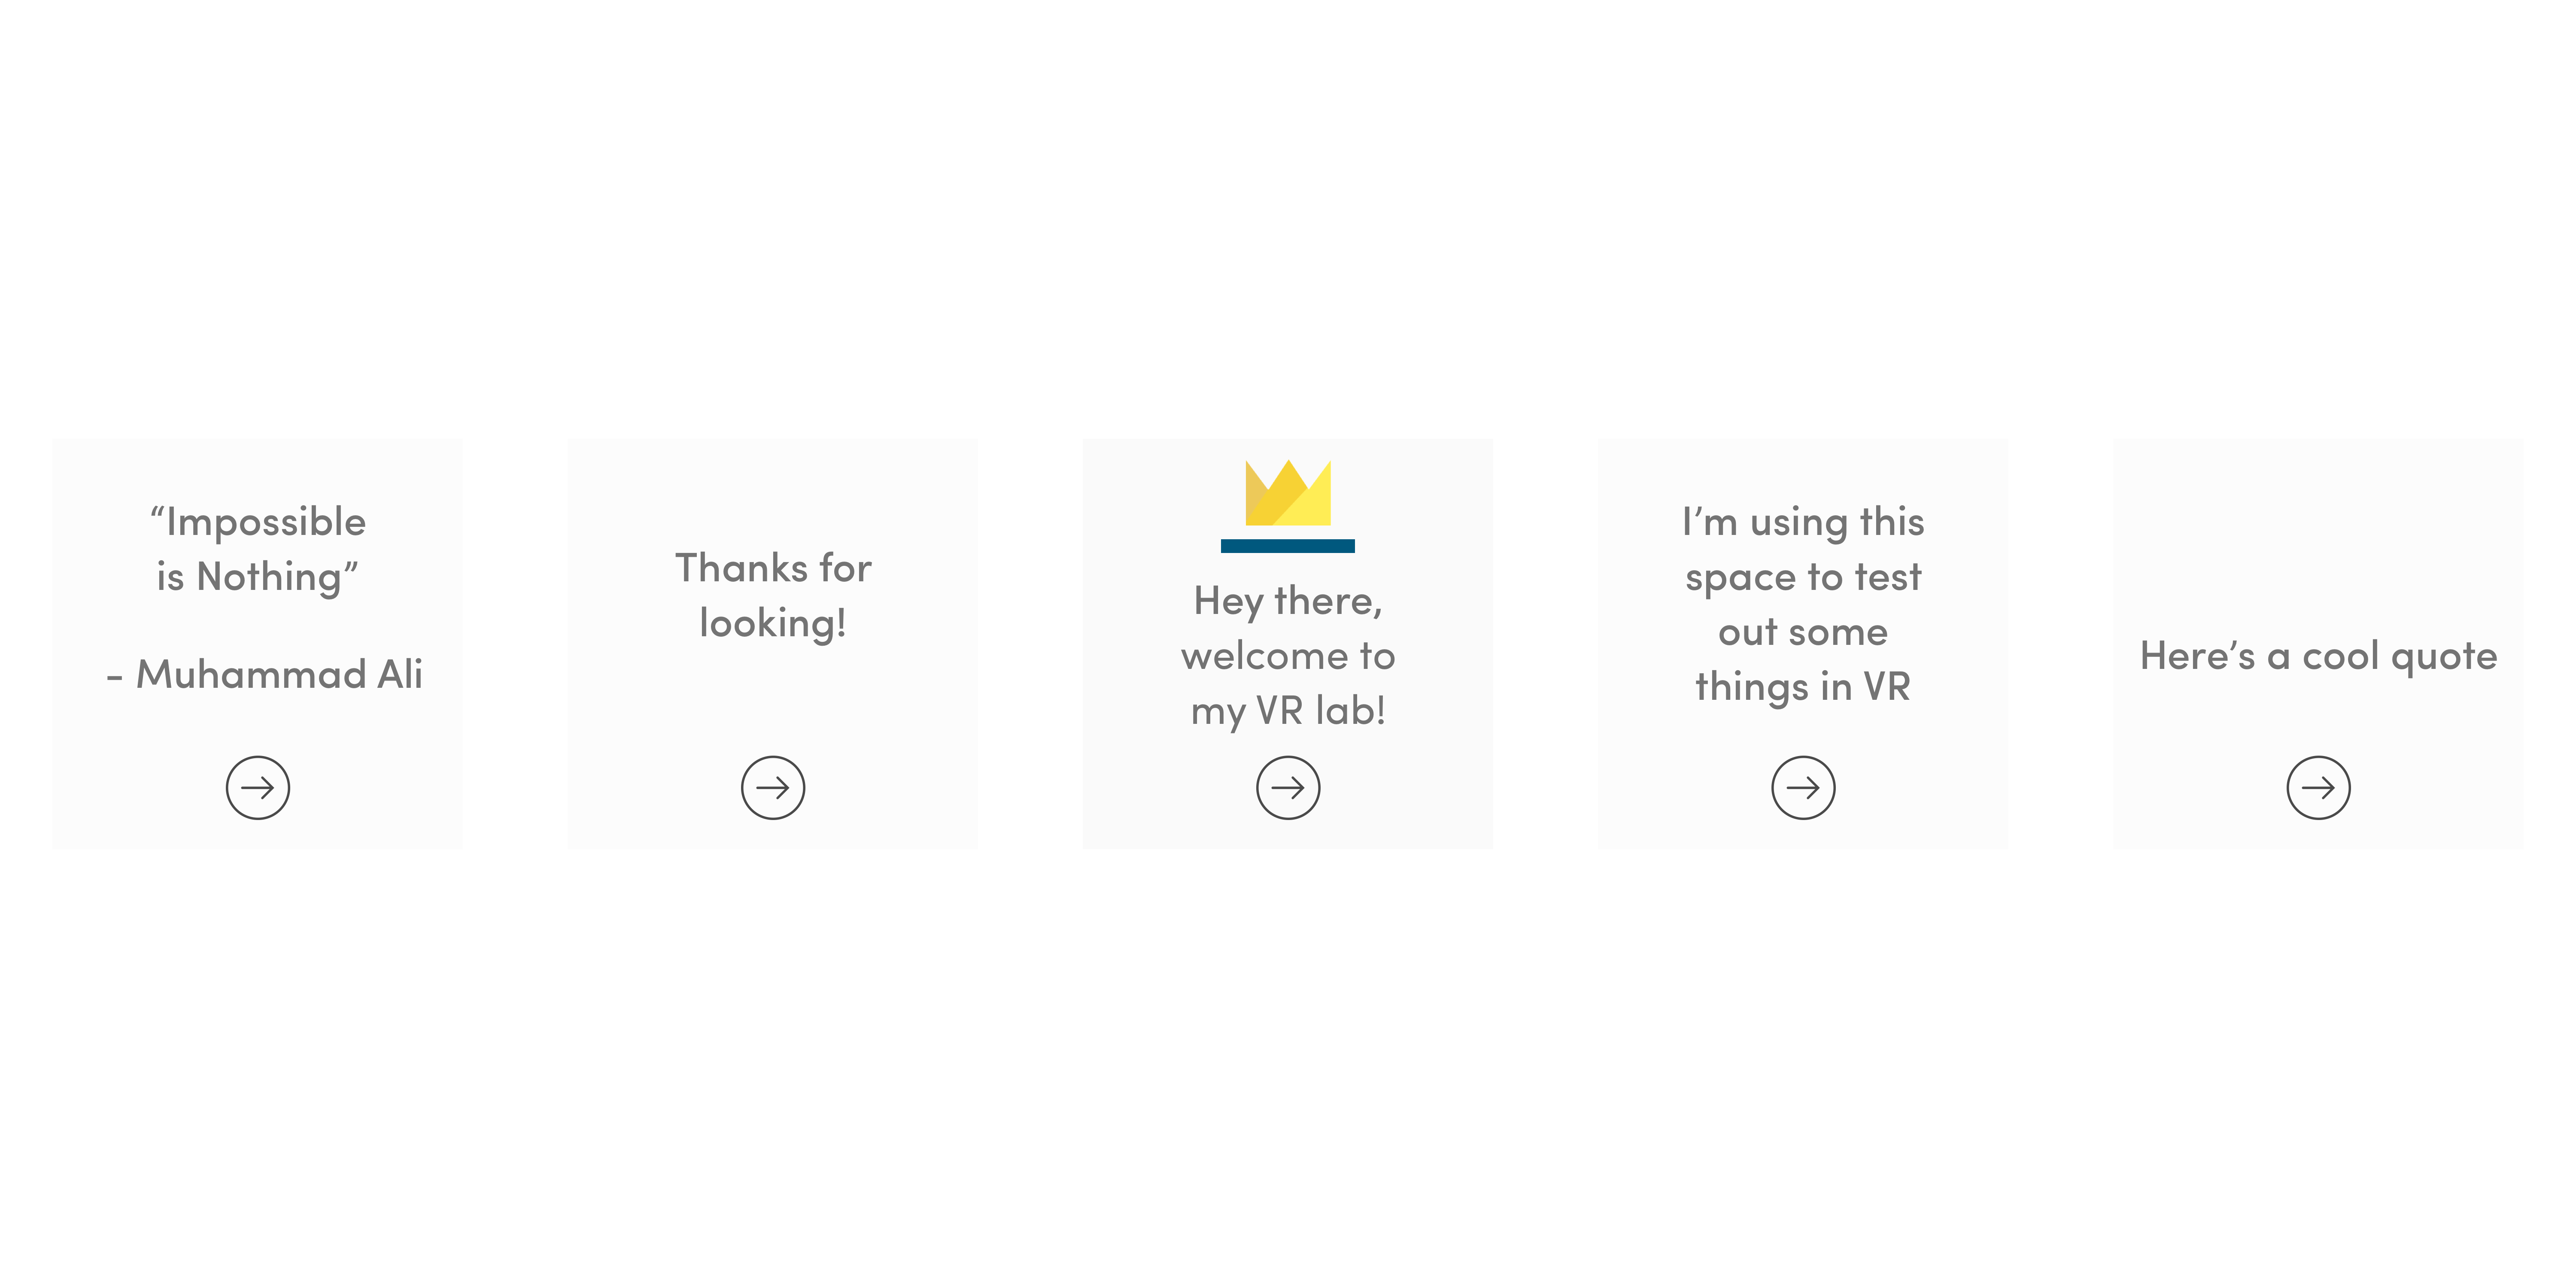 “Impossible
is Nothing”
- Muhammad Ali
Thanks for
looking!
Hey there,
welcome to
my VR lab!
I’m using this
space to test
out some
things in VR
Here’s a cool quote